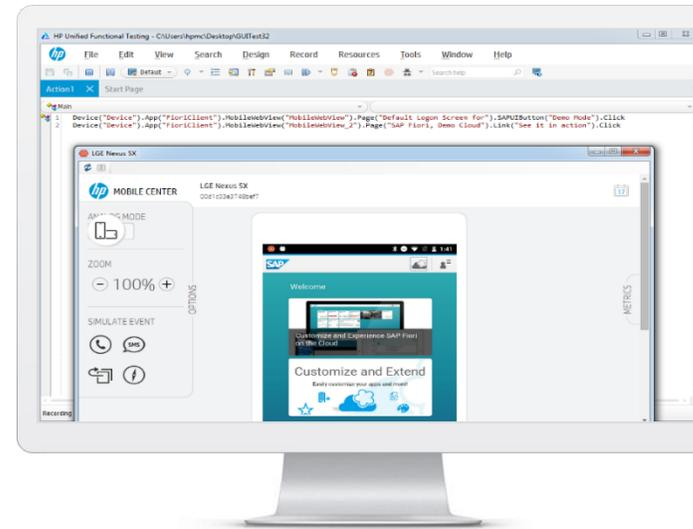 HP Unified Functional Testing - C:\Users\hpmc\Desktop\GUITest32
hp File Edit View Search Design Record Resources Tools Window Help
Default Search help
Action1 Start Page
Main
1 Device("Device").App("FioriClient").MobileWebView("MobileWebView").Page("Default Logon Screen for").SAPUIButton("Demo Mode").Click
2 Device("Device").App("FioriClient").MobileWebView("MobileWebView_2").Page("SAP Fiori, Demo Cloud").Link("See it in action").Click
LGE Nexus 5X
hp MOBILE CENTER
LGE Nexus 5X
17
MODE
ZOOM
100%
OPTIONS
SIMULATE EVENT
SMS
METRICS
1:41
SAP
Welcome
Customize and Experience SAP Fiori
on the Cloud
Customize and Extend
Easily customize your apps and more!
Recording